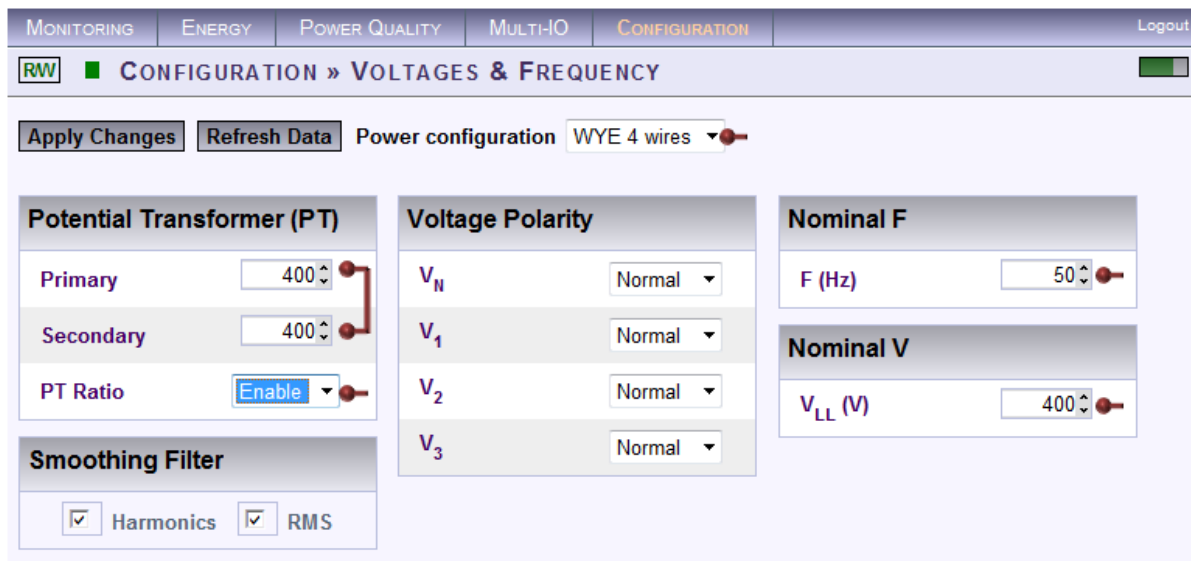 MONITORING ENERGY POWER QUALITY MULTI-IO CONFIGURATION Logout
R/W CONFIGURATION » VOLTAGES & FREQUENCY
Apply Changes Refresh Data Power configuration WYE 4 wires
Potential Transformer (PT)
Primary 400
Secondary 400
PT Ratio Enable
Smoothing Filter
Harmonics RMS
Voltage Polarity
VN Normal
V1 Normal
V2 Normal
V3 Normal
Nominal F
F (Hz) 50
Nominal V
VLL (V) 400